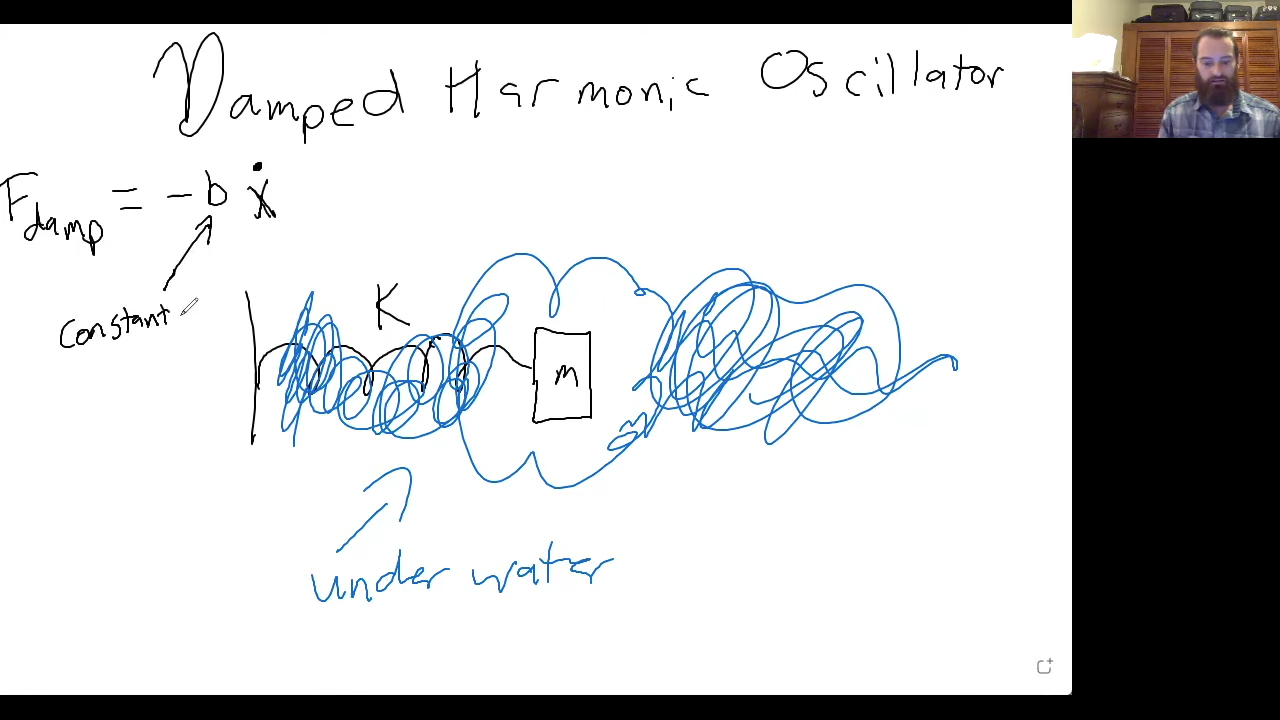 Damped Harmonic Oscillator
F_damp = - b ẋ
constant
K
m
under water